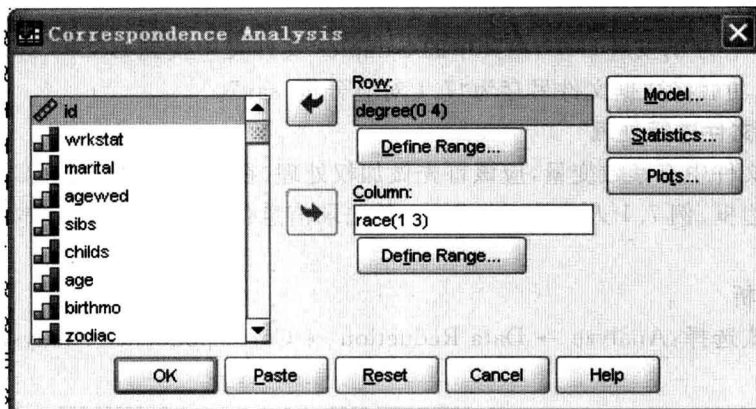 Correspondence Analysis
id
wrkstat
marital
agewed
sibs
childs
age
birthmo
zodiac
Row:
degree(0 4)
Define Range...
Column:
race(1 3)
Define Range...
Model...
Statistics...
Plots...
OK
Paste
Reset
Cancel
Help